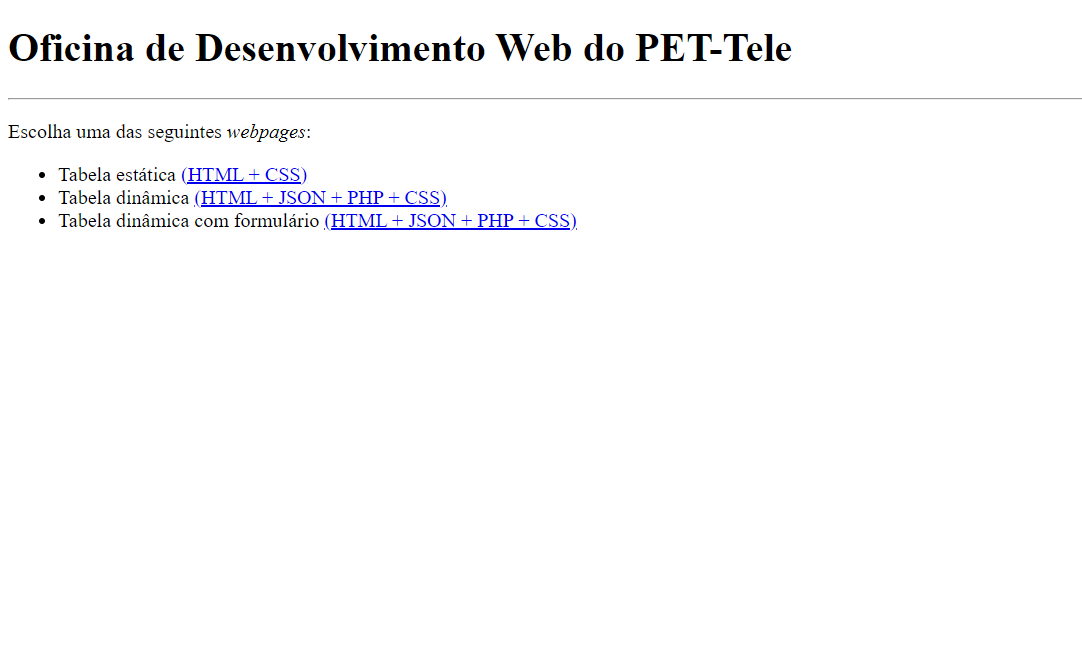 Oficina de Desenvolvimento Web do PET-Tele
Escolha uma das seguintes webpages:
Tabela estática (HTML + CSS)
Tabela dinâmica (HTML + JSON + PHP + CSS)
Tabela dinâmica com formulário (HTML + JSON + PHP + CSS)